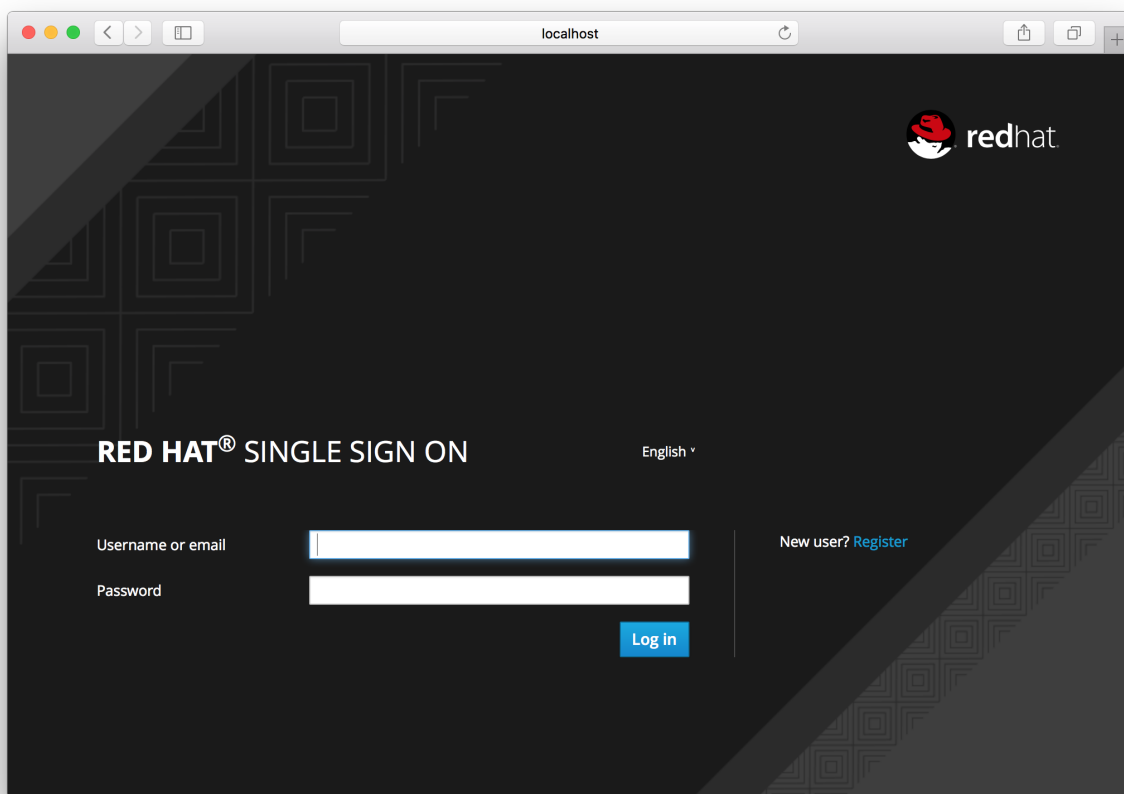 localhost
redhat.
RED HAT® SINGLE SIGN ON
English ˅
Username or email
New user? Register
Password
Log in